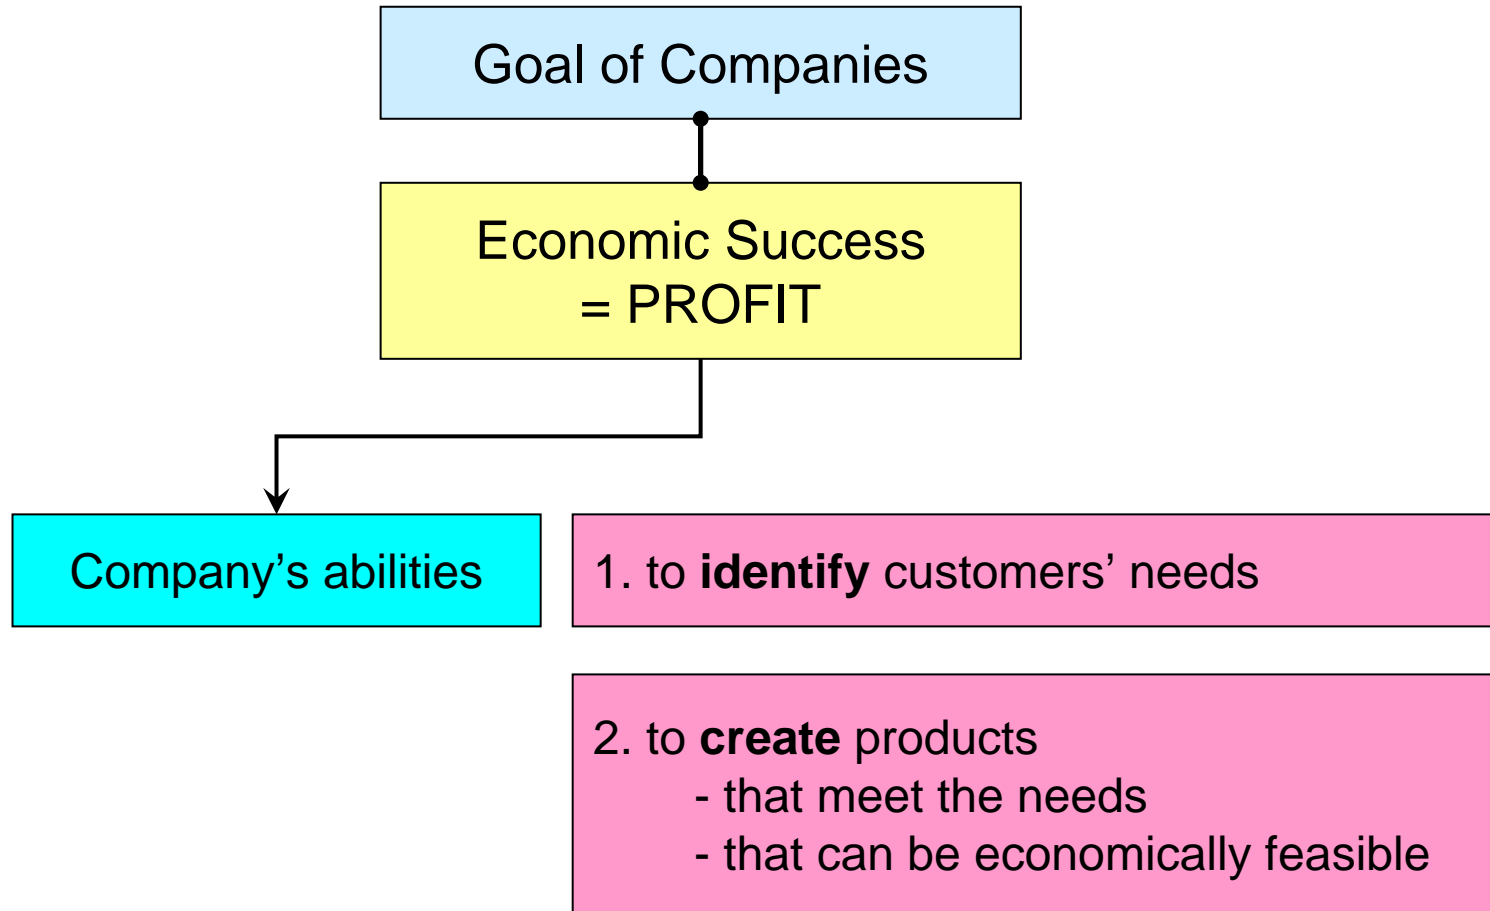 Goal of Companies
Economic Success
= PROFIT
Company’s abilities
1. to identify customers’ needs
2. to create products
- that meet the needs
- that can be economically feasible